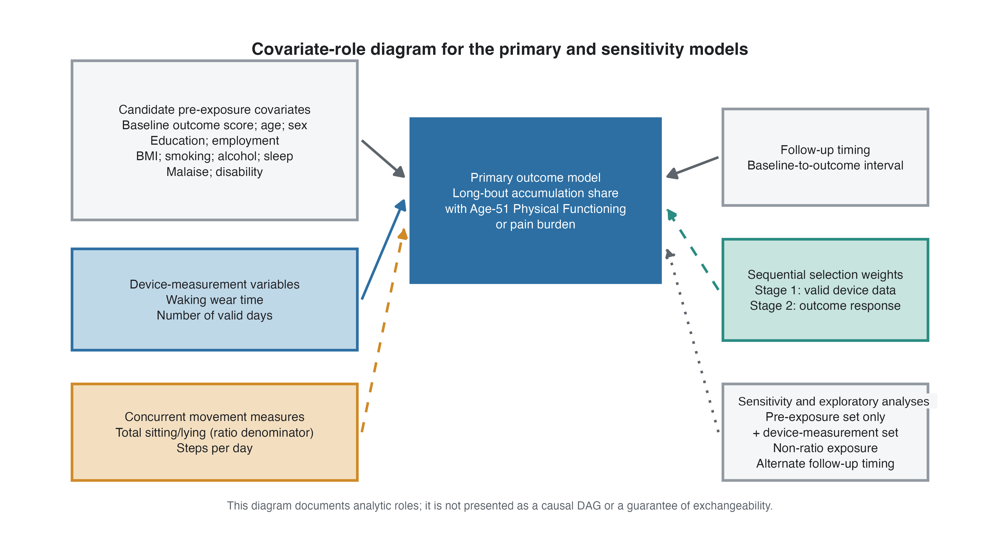 Covariate-role diagram for the primary and sensitivity models
Candidate pre-exposure covariates
Baseline outcome score; age; sex
Education; employment
BMI; smoking; alcohol; sleep
Malaise; disability
Device-measurement variables
Waking wear time
Number of valid days
Concurrent movement measures
Total sitting/lying (ratio denominator)
Steps per day
Primary outcome model
Long-bout accumulation share
with Age-51 Physical Functioning
or pain burden
Follow-up timing
Baseline-to-outcome interval
Sequential selection weights
Stage 1: valid device data
Stage 2: outcome response
Sensitivity and exploratory analyses
Pre-exposure set only
+ device-measurement set
Non-ratio exposure
Alternate follow-up timing
This diagram documents analytic roles; it is not presented as a causal DAG or a guarantee of exchangeability.